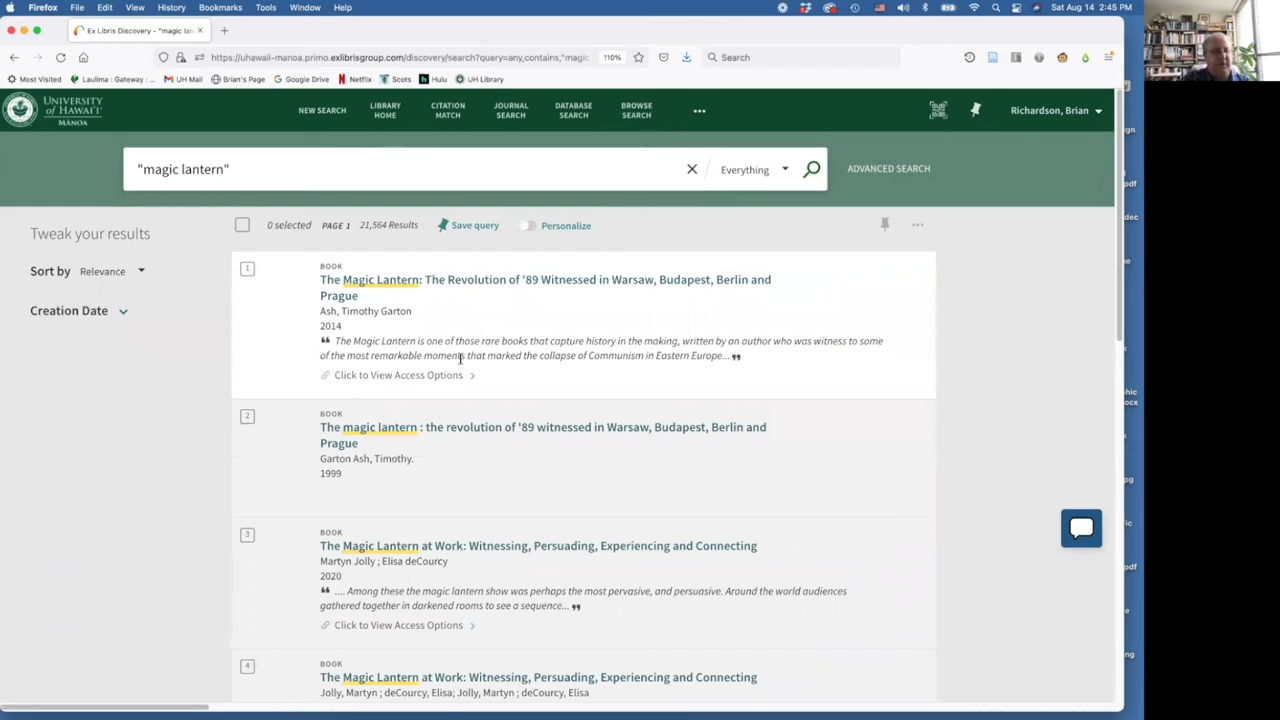 Firefox File Edit View History Bookmarks Tools Window Help Sat Aug 14 2:45 PM
Ex Libris Discovery - "magic lan
https://uhawaii-manoa.primo.exlibrisgroup.com/discovery/search?query=any,contains,"magic 110% Search
Most Visited Laulima : Gateway : ... UH Mail Brian's Page Google Drive Netflix Scots Hulu UH Library
UNIVERSITY of HAWAI'I MĀNOA
NEW SEARCH LIBRARY HOME CITATION MATCH JOURNAL SEARCH DATABASE SEARCH BROWSE SEARCH ••• Richardson, Brian
"magic lantern" Everything ADVANCED SEARCH
Tweak your results
Sort by Relevance
Creation Date
0 selected PAGE 1 21,564 Results Save query Personalize
1
BOOK
The Magic Lantern: The Revolution of '89 Witnessed in Warsaw, Budapest, Berlin and
Prague
Ash, Timothy Garton
2014
❝ The Magic Lantern is one of those rare books that capture history in the making, written by an author who was witness to some
of the most remarkable moments that marked the collapse of Communism in Eastern Europe... ❞
Click to View Access Options
2
BOOK
The magic lantern : the revolution of '89 witnessed in Warsaw, Budapest, Berlin and
Prague
Garton Ash, Timothy.
1999
3
BOOK
The Magic Lantern at Work: Witnessing, Persuading, Experiencing and Connecting
Martyn Jolly ; Elisa deCourcy
2020
❝ .... Among these the magic lantern show was perhaps the most pervasive, and persuasive. Around the world audiences
gathered together in darkened rooms to see a sequence... ❞
Click to View Access Options
4
BOOK
The Magic Lantern at Work: Witnessing, Persuading, Experiencing and Connecting
Jolly, Martyn ; deCourcy, Elisa; Jolly, Martyn ; deCourcy, Elisa